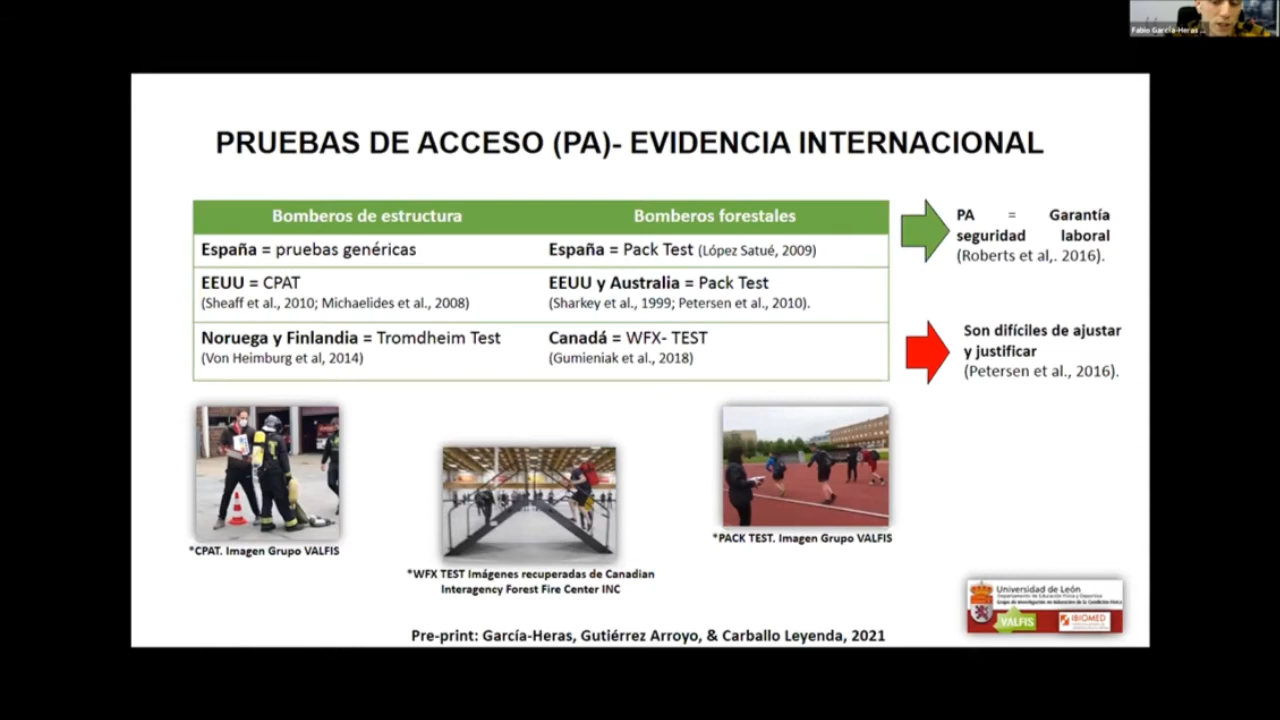 Fabio García-Heras ...
PRUEBAS DE ACCESO (PA)- EVIDENCIA INTERNACIONAL
Bomberos de estructura
Bomberos forestales
España = pruebas genéricas
España = Pack Test (López Satué, 2009)
EEUU = CPAT
(Sheaff et al., 2010; Michaelides et al., 2008)
EEUU y Australia = Pack Test
(Sharkey et al., 1999; Petersen et al., 2010).
Noruega y Finlandia = Tromdheim Test
(Von Heimburg et al, 2014)
Canadá = WFX- TEST
(Gumieniak et al., 2018)
PA = Garantía
seguridad laboral
(Roberts et al,. 2016).
Son difíciles de ajustar
y justificar
(Petersen et al., 2016).
*CPAT. Imagen Grupo VALFIS
*WFX TEST Imágenes recuperadas de Canadian
Interagency Forest Fire Center INC
*PACK TEST. Imagen Grupo VALFIS
Universidad de León
Departamento de Educación Física y Deportiva
VALFIS
IBIOMED
Pre-print: García-Heras, Gutiérrez Arroyo, & Carballo Leyenda, 2021